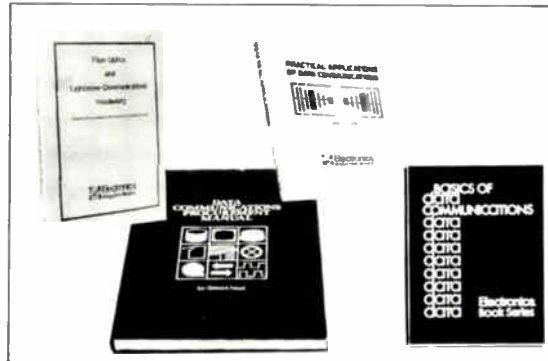 Fiber Optics
and
Lightwave Communications
Vocabulary
Electronics
PRACTICAL APPLICATIONS
OF DATA COMMUNICATIONS
Electronics
DATA
COMMUNICATIONS
PROCUREMENT
MANUAL
BASICS OF
data
COMMUNICATIONS
data
data
data
data
data
data
data
data
data
Electronics
Book Series